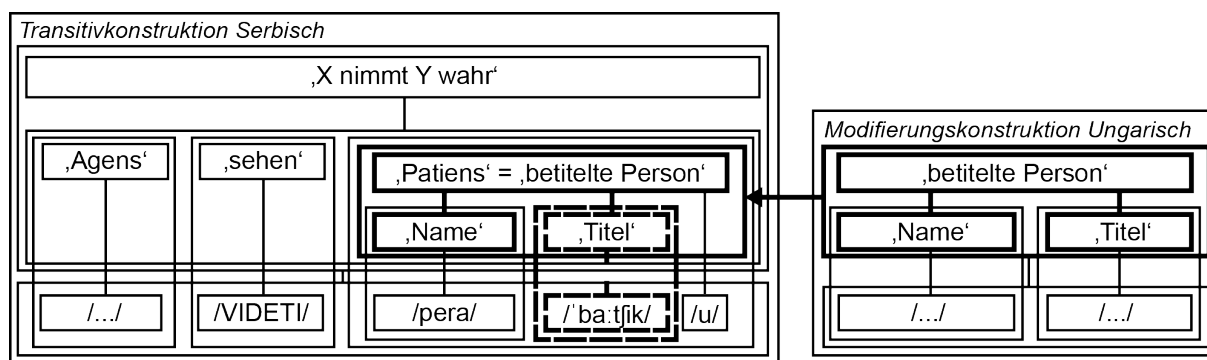 Transitivkonstruktion Serbisch
‚X nimmt Y wahr‘
‚Agens‘
‚sehen‘
‚Patiens‘ = ‚betitelte Person‘
‚Name‘
‚Titel‘
/.../
/VIDETI/
/pera/
/ˈbaːtʃik/
/u/
Modifierungskonstruktion Ungarisch
‚betitelte Person‘
‚Name‘
‚Titel‘
/.../
/.../